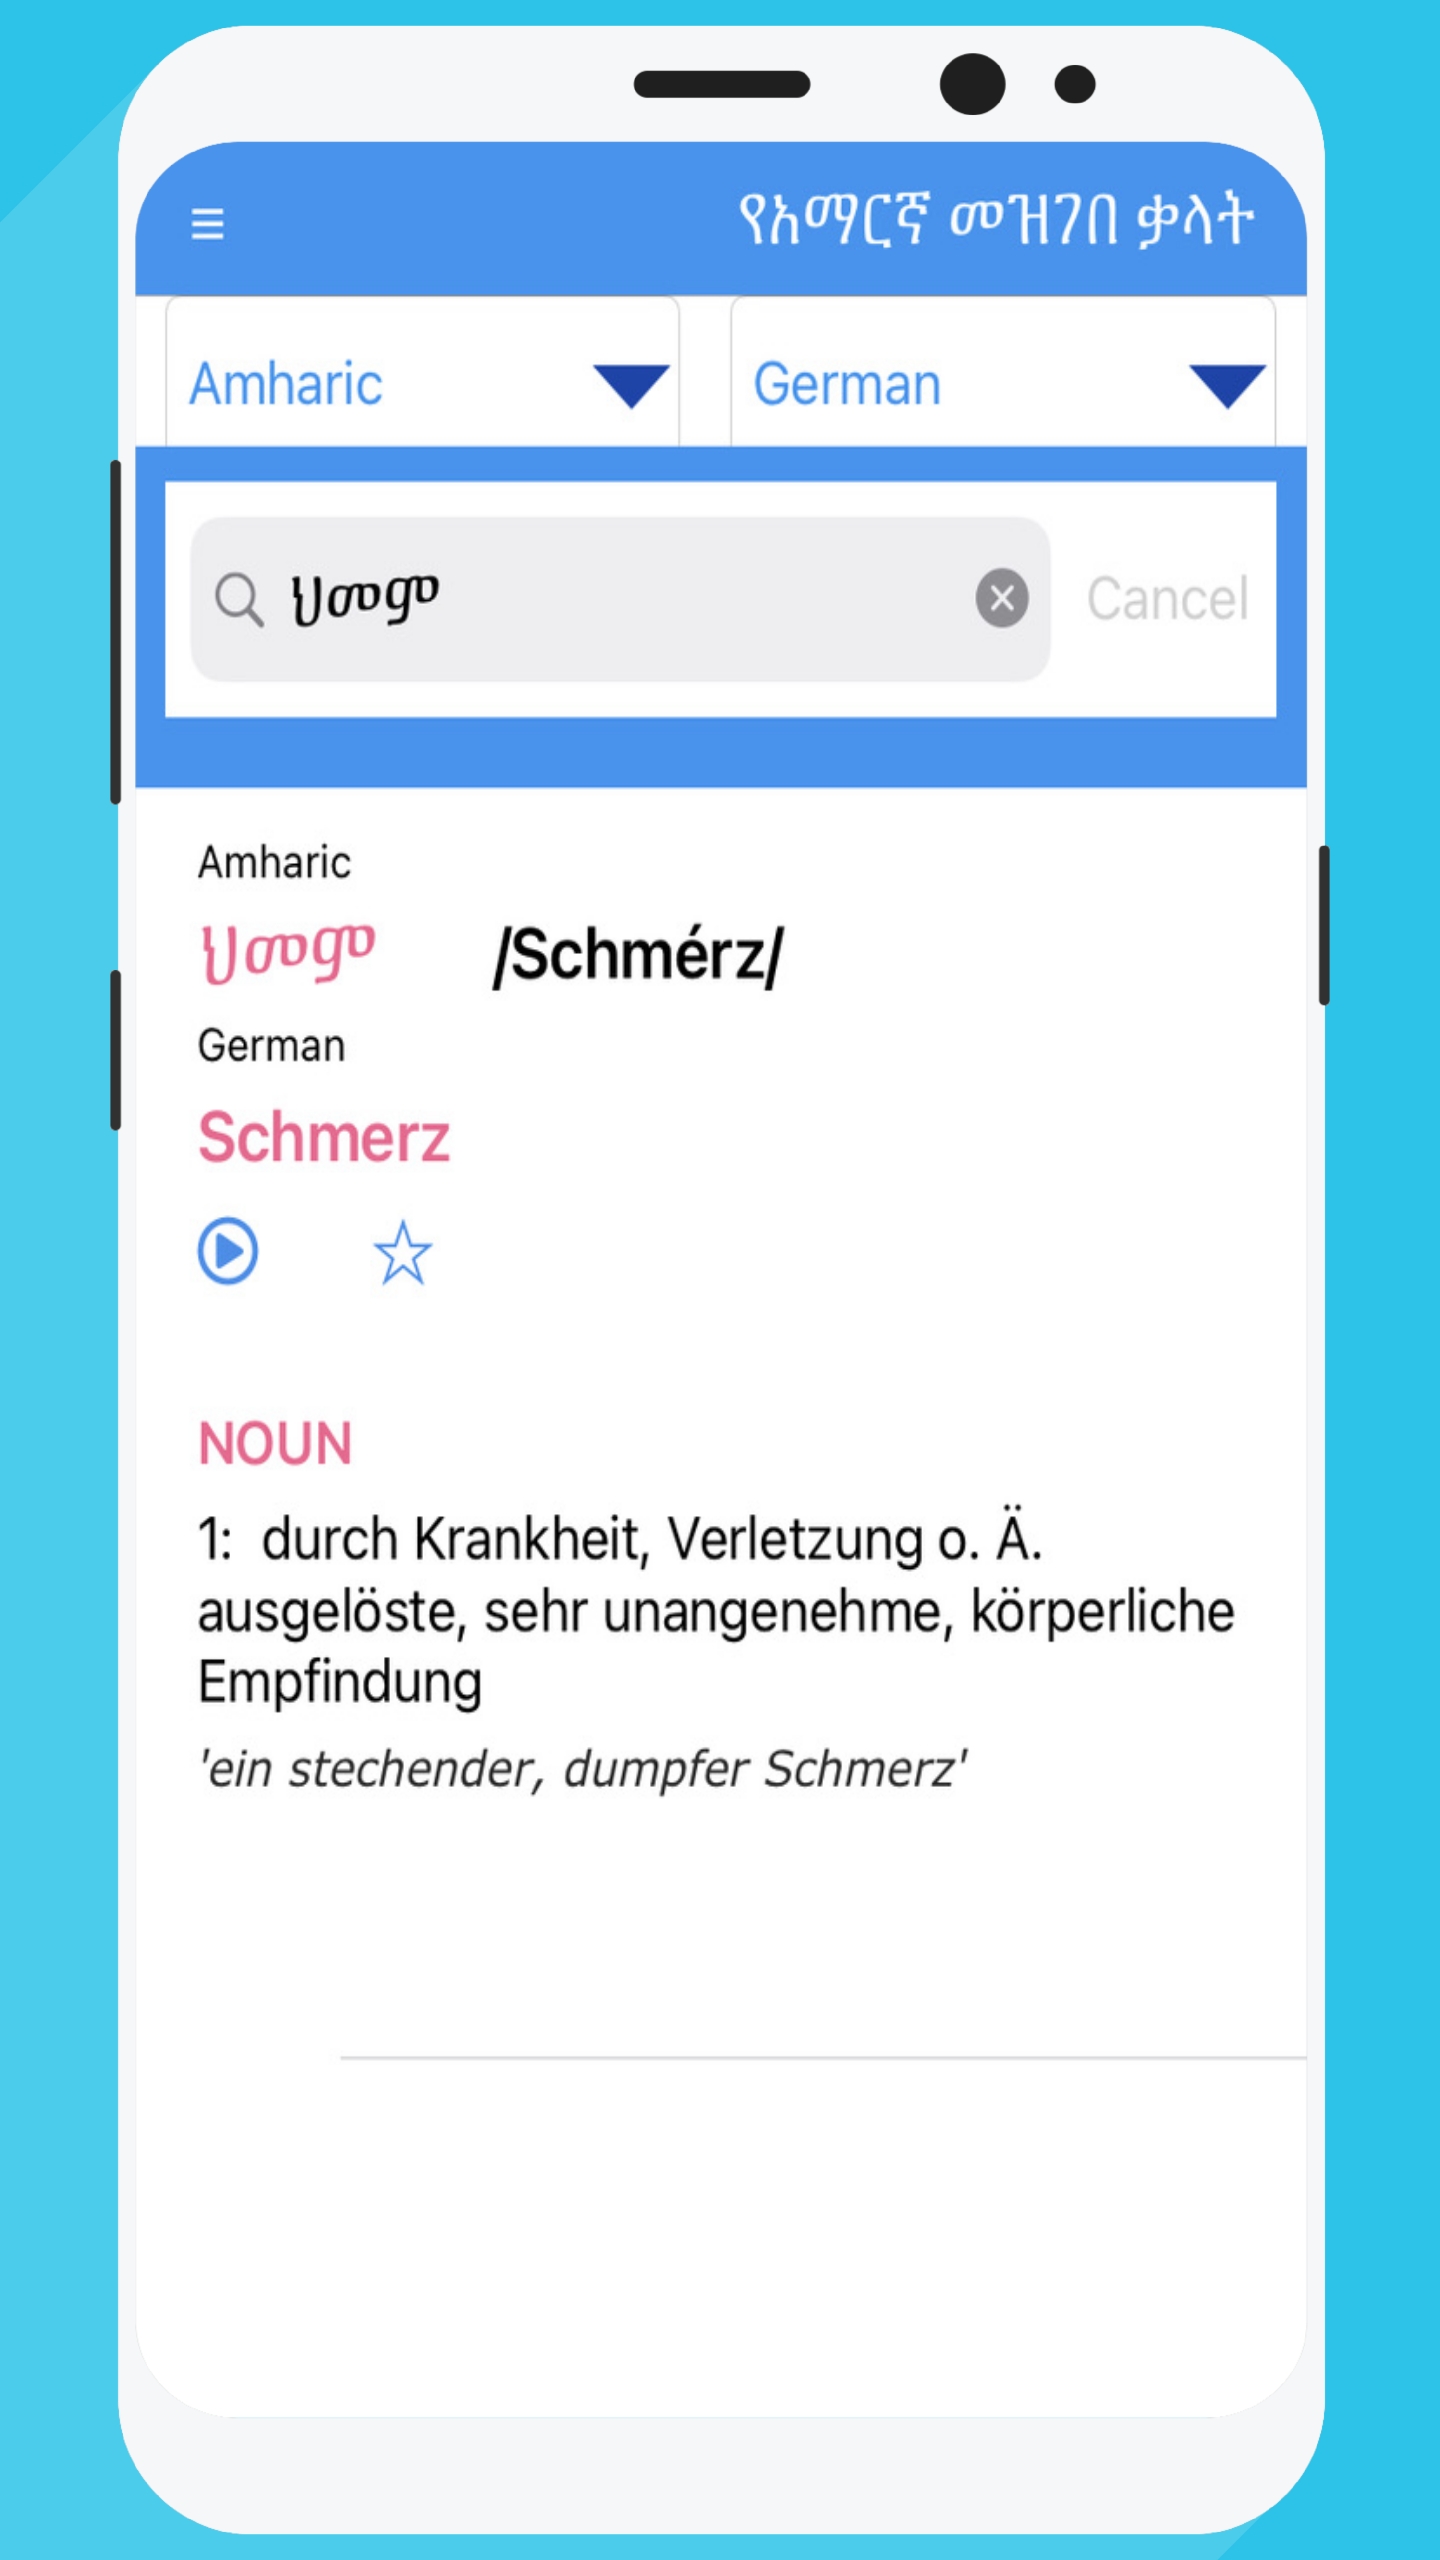 ☰ የአማርኛ መዝገበ ቃላት
Amharic German
ህመም Cancel
Amharic
ህመም /Schmérz/
German
Schmerz
NOUN
1: durch Krankheit, Verletzung o. Ä.
ausgelöste, sehr unangenehme, körperliche
Empfindung
'ein stechender, dumpfer Schmerz'